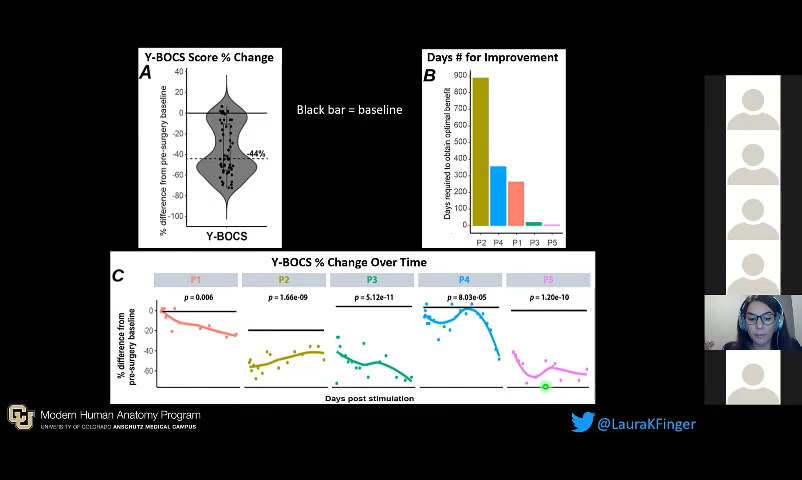 Y-BOCS Score % Change
A
% difference from pre-surgery baseline
40
20
0
-20
-40
-60
-80
-100
-44%
Y-BOCS
Black bar = baseline
Days # for Improvement
B
Days required to obtain optimal benefit
900
800
700
600
500
400
300
200
100
0
P2 P4 P1 P3 P5
Y-BOCS % Change Over Time
C
P1 P2 P3 P4 P5
p = 0.006 p = 1.66e-09 p = 5.12e-11 p = 8.03e-05 p = 1.20e-10
% difference from
pre-surgery baseline
0
-20
-40
-60
Days post stimulation
CU
Modern Human Anatomy Program
UNIVERSITY OF COLORADO ANSCHUTZ MEDICAL CAMPUS
@LauraKFinger